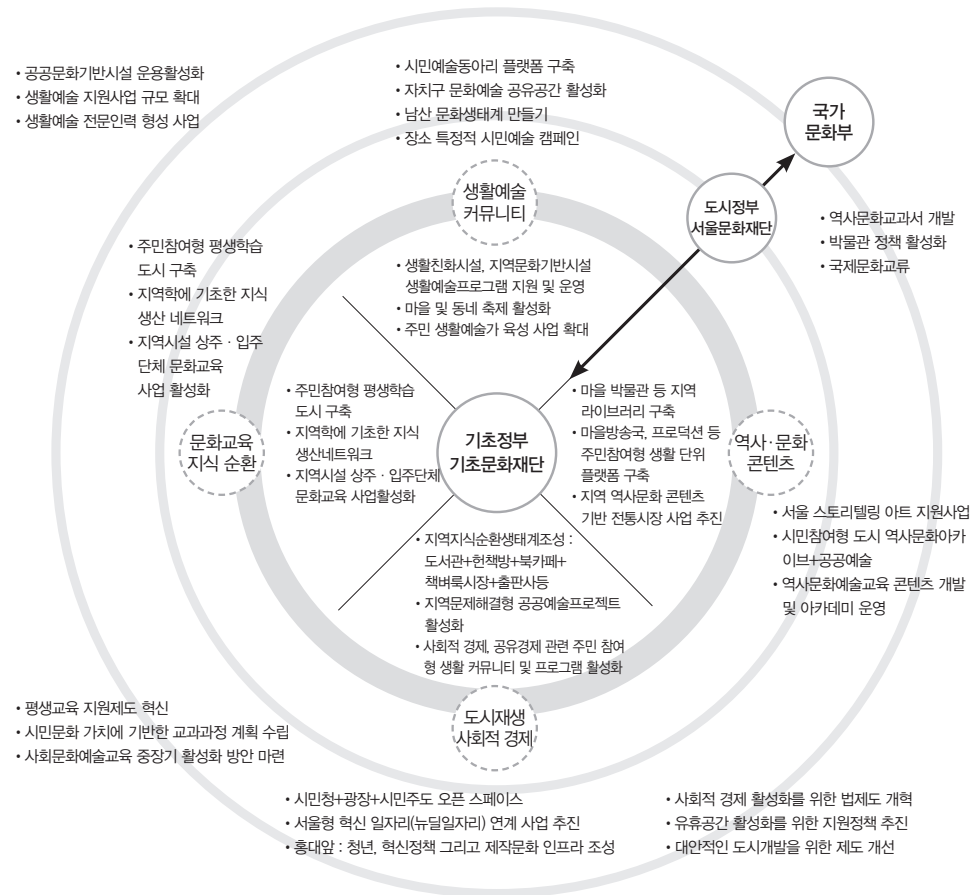 • 공공문화기반시설 운용활성화
• 생활예술 지원사업 규모 확대
• 생활예술 전문인력 형성 사업
• 시민예술동아리 플랫폼 구축
• 자치구 문화예술 공유공간 활성화
• 남산 문화생태계 만들기
• 장소 특정적 시민예술 캠페인
국가
문화부
생활예술
커뮤니티
도시정부
서울문화재단
• 역사문화교과서 개발
• 박물관 정책 활성화
• 국제문화교류
• 주민참여형 평생학습
도시 구축
• 지역학에 기초한 지식
생산 네트워크
• 지역시설 상주 · 입주
단체 문화교육
사업 활성화
• 생활친화시설, 지역문화기반시설
생활예술프로그램 지원 및 운영
• 마을 및 동네 축제 활성화
• 주민 생활예술가 육성 사업 확대
문화교육
지식 순환
• 주민참여형 평생학습
도시 구축
• 지역학에 기초한 지식
생산네트워크
• 지역시설 상주 · 입주단체
문화교육 사업활성화
기초정부
기초문화재단
• 마을 박물관 등 지역
라이브러리 구축
• 마을방송국, 프로덕션 등
주민참여형 생활 단위
플랫폼 구축
• 지역 역사문화 콘텐츠
기반 전통시장 사업 추진
역사·문화
콘텐츠
• 서울 스토리텔링 아트 지원사업
• 시민참여형 도시 역사문화아카
이브+공공예술
• 역사문화예술교육 콘텐츠 개발
및 아카데미 운영
• 지역지식순환생태계조성 :
도서관+헌책방+북카페+
책벼룩시장+출판사등
• 지역문제해결형 공공예술프로젝트
활성화
• 사회적 경제, 공유경제 관련 주민 참여
형 생활 커뮤니티 및 프로그램 활성화
도시재생
사회적 경제
• 평생교육 지원제도 혁신
• 시민문화 가치에 기반한 교과과정 계획 수립
• 사회문화예술교육 중장기 활성화 방안 마련
• 시민청+광장+시민주도 오픈 스페이스
• 서울형 혁신 일자리(뉴딜일자리) 연계 사업 추진
• 홍대앞 : 청년, 혁신정책 그리고 제작문화 인프라 조성
• 사회적 경제 활성화를 위한 법제도 개혁
• 유휴공간 활성화를 위한 지원정책 추진
• 대안적인 도시개발을 위한 제도 개선